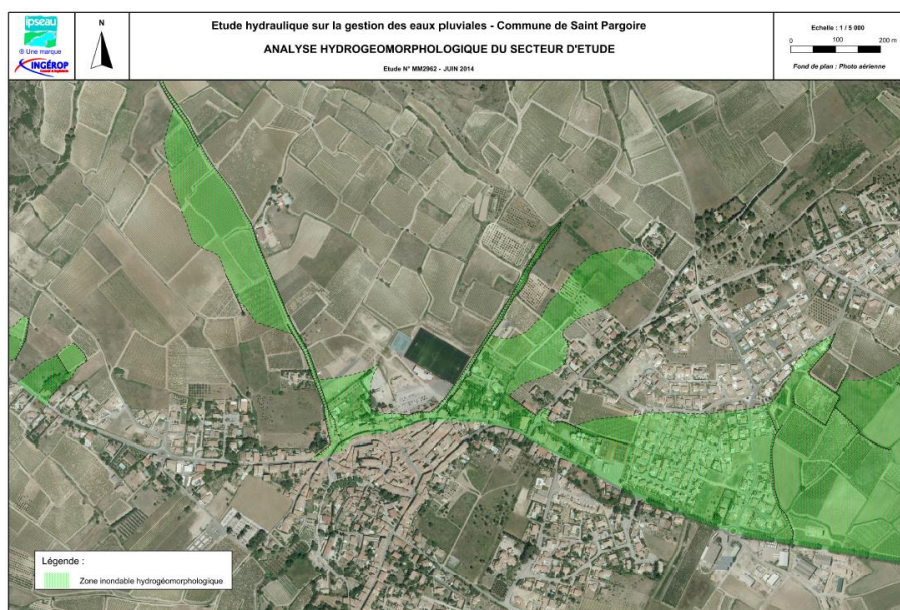 ipseau
® Une marque
INGÉROP
N
Etude hydraulique sur la gestion des eaux pluviales - Commune de Saint Pargoire
ANALYSE HYDROGEOMORPHOLOGIQUE DU SECTEUR D'ETUDE
Etude N° MM2962 - JUIN 2014
Echelle : 1 / 5 000
0 100 200 m
Fond de plan : Photo aérienne
Légende :
Zone inondable hydrogéomorphologique